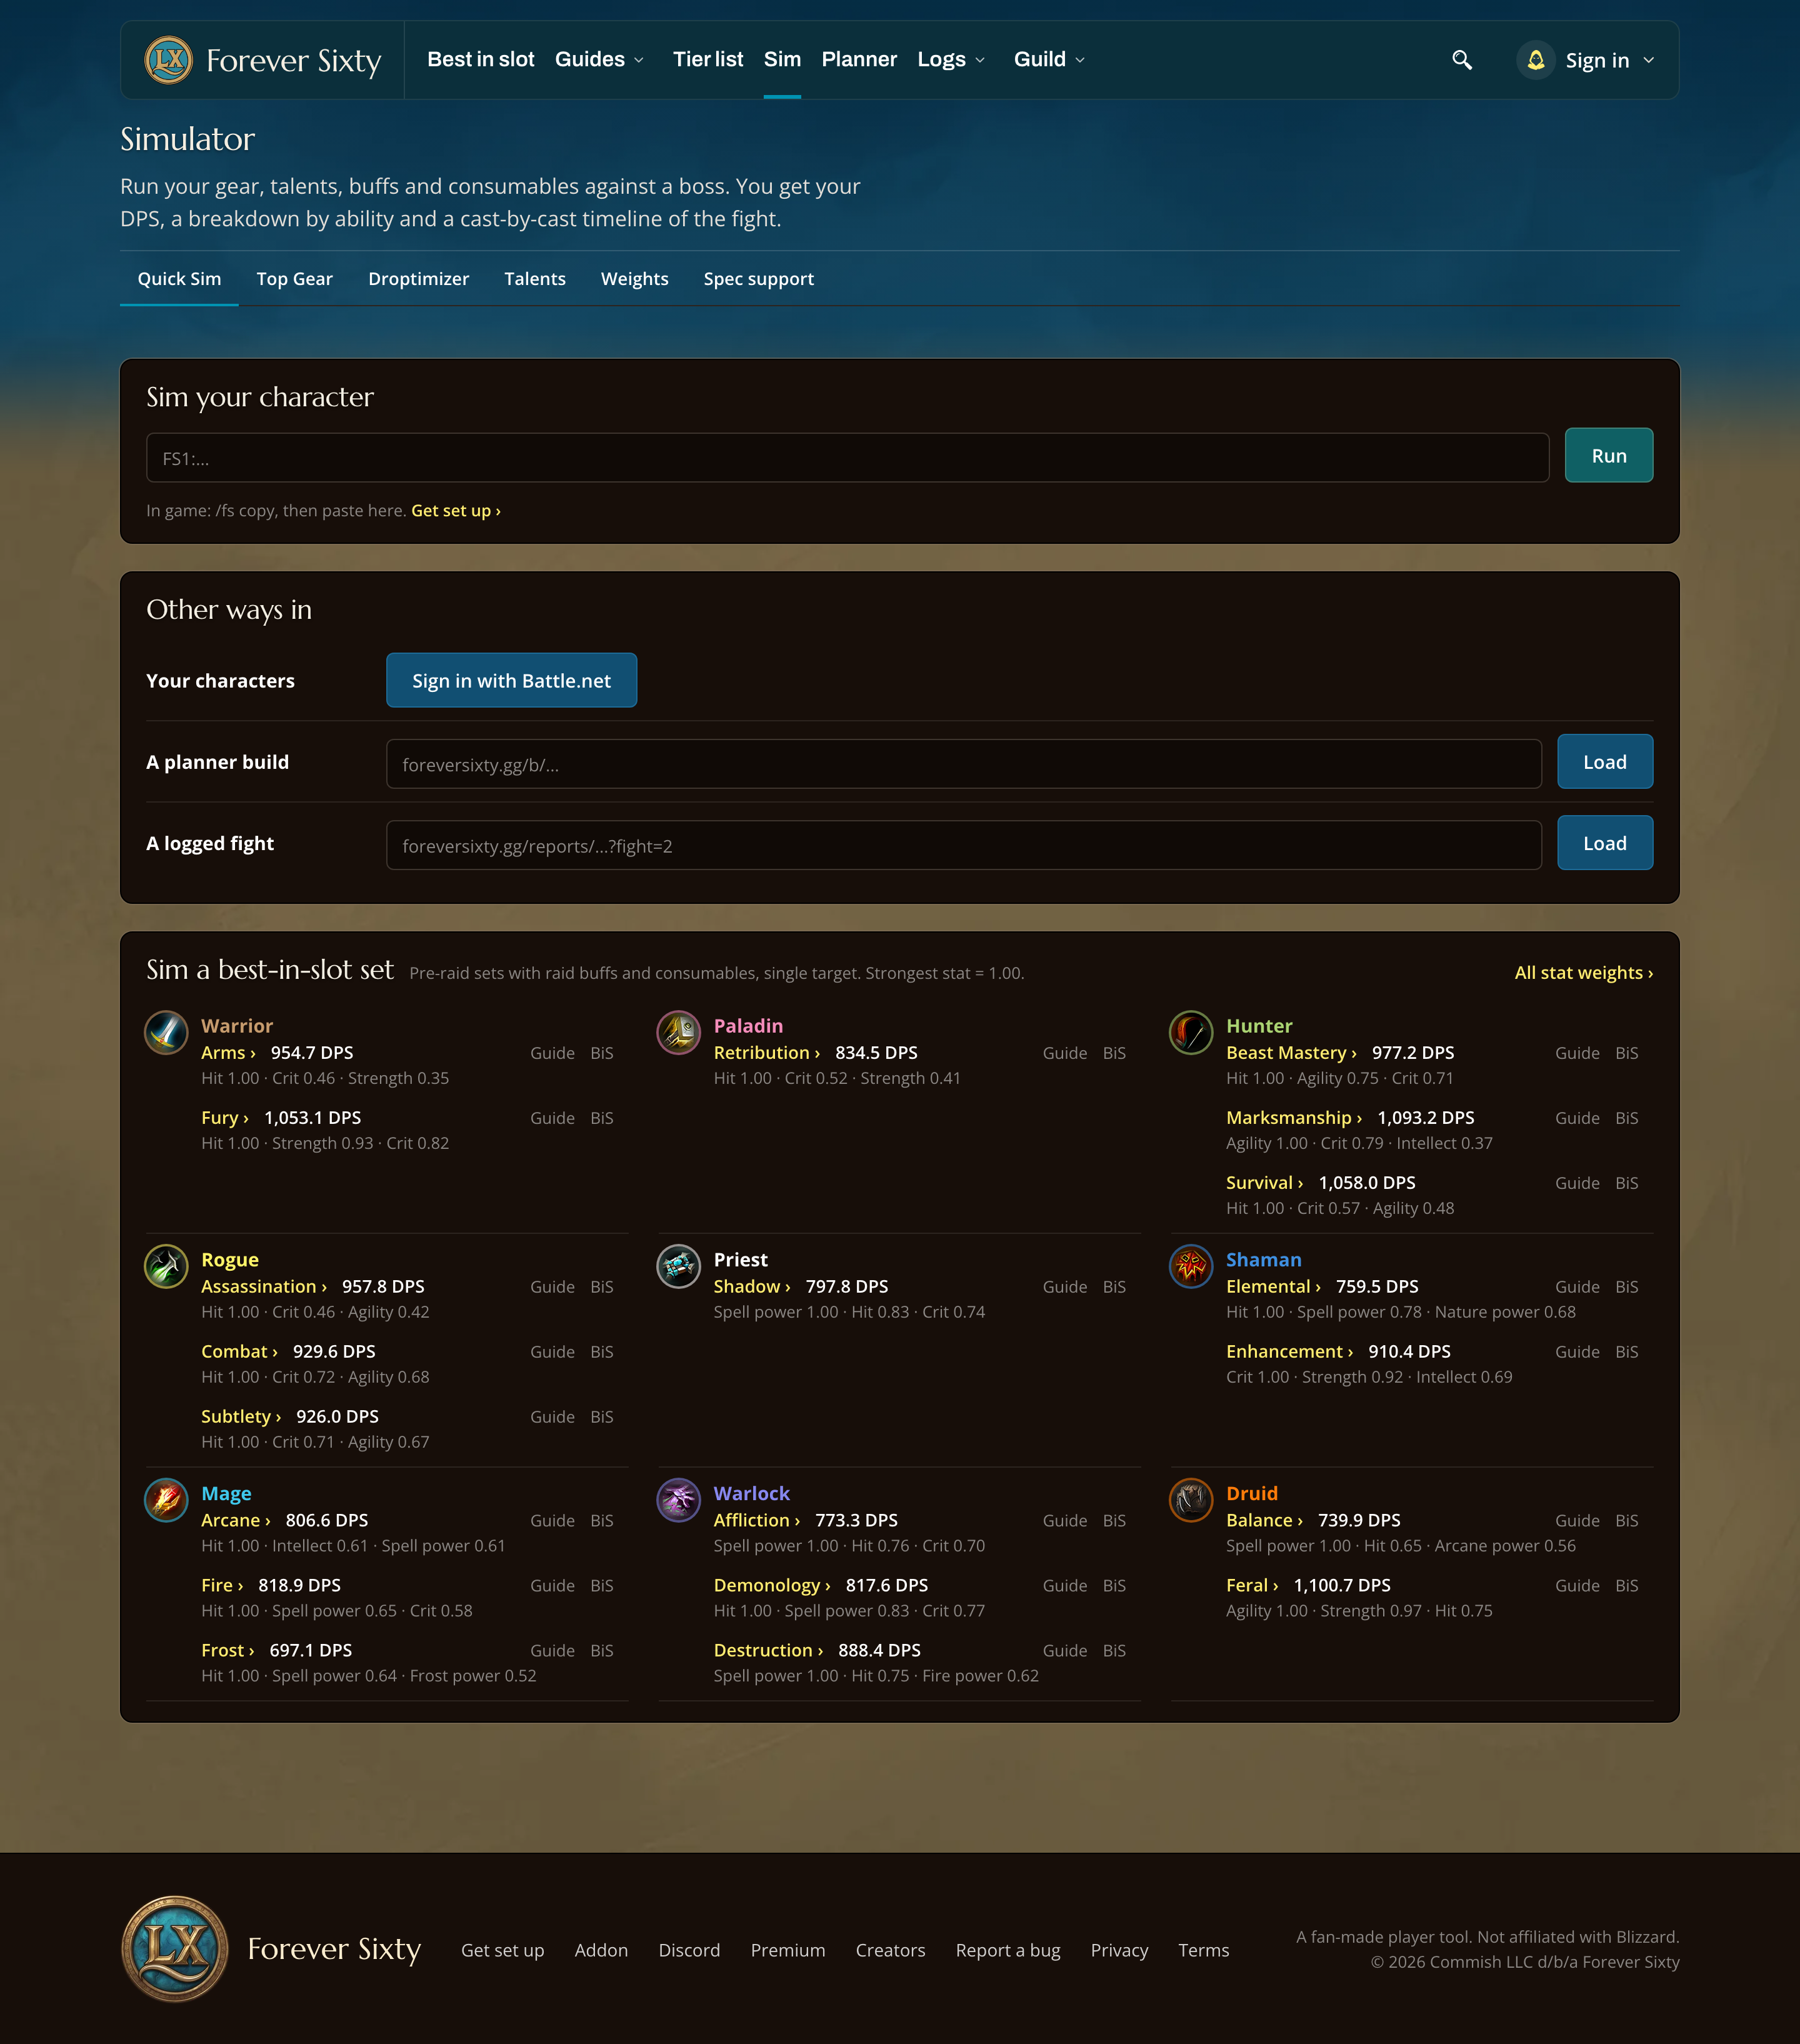 LX Forever Sixty Best in slot Guides Tier list Sim Planner Logs Guild Sign in
Simulator
Run your gear, talents, buffs and consumables against a boss. You get your
DPS, a breakdown by ability and a cast-by-cast timeline of the fight.
Quick Sim Top Gear Droptimizer Talents Weights Spec support
Sim your character
FS1:... Run
In game: /fs copy, then paste here. Get set up ›
Other ways in
Your characters Sign in with Battle.net
A planner build foreversixty.gg/b/... Load
A logged fight foreversixty.gg/reports/...?fight=2 Load
Sim a best-in-slot set Pre-raid sets with raid buffs and consumables, single target. Strongest stat = 1.00. All stat weights ›
Warrior
Arms › 954.7 DPS Guide BiS
Hit 1.00 · Crit 0.46 · Strength 0.35
Fury › 1,053.1 DPS Guide BiS
Hit 1.00 · Strength 0.93 · Crit 0.82
Paladin
Retribution › 834.5 DPS Guide BiS
Hit 1.00 · Crit 0.52 · Strength 0.41
Hunter
Beast Mastery › 977.2 DPS Guide BiS
Hit 1.00 · Agility 0.75 · Crit 0.71
Marksmanship › 1,093.2 DPS Guide BiS
Agility 1.00 · Crit 0.79 · Intellect 0.37
Survival › 1,058.0 DPS Guide BiS
Hit 1.00 · Crit 0.57 · Agility 0.48
Rogue
Assassination › 957.8 DPS Guide BiS
Hit 1.00 · Crit 0.46 · Agility 0.42
Combat › 929.6 DPS Guide BiS
Hit 1.00 · Crit 0.72 · Agility 0.68
Subtlety › 926.0 DPS Guide BiS
Hit 1.00 · Crit 0.71 · Agility 0.67
Priest
Shadow › 797.8 DPS Guide BiS
Spell power 1.00 · Hit 0.83 · Crit 0.74
Shaman
Elemental › 759.5 DPS Guide BiS
Hit 1.00 · Spell power 0.78 · Nature power 0.68
Enhancement › 910.4 DPS Guide BiS
Crit 1.00 · Strength 0.92 · Intellect 0.69
Mage
Arcane › 806.6 DPS Guide BiS
Hit 1.00 · Intellect 0.61 · Spell power 0.61
Fire › 818.9 DPS Guide BiS
Hit 1.00 · Spell power 0.65 · Crit 0.58
Frost › 697.1 DPS Guide BiS
Hit 1.00 · Spell power 0.64 · Frost power 0.52
Warlock
Affliction › 773.3 DPS Guide BiS
Spell power 1.00 · Hit 0.76 · Crit 0.70
Demonology › 817.6 DPS Guide BiS
Hit 1.00 · Spell power 0.83 · Crit 0.77
Destruction › 888.4 DPS Guide BiS
Spell power 1.00 · Hit 0.75 · Fire power 0.62
Druid
Balance › 739.9 DPS Guide BiS
Spell power 1.00 · Hit 0.65 · Arcane power 0.56
Feral › 1,100.7 DPS Guide BiS
Agility 1.00 · Strength 0.97 · Hit 0.75
LX Forever Sixty Get set up Addon Discord Premium Creators Report a bug Privacy Terms
A fan-made player tool. Not affiliated with Blizzard.
© 2026 Commish LLC d/b/a Forever Sixty